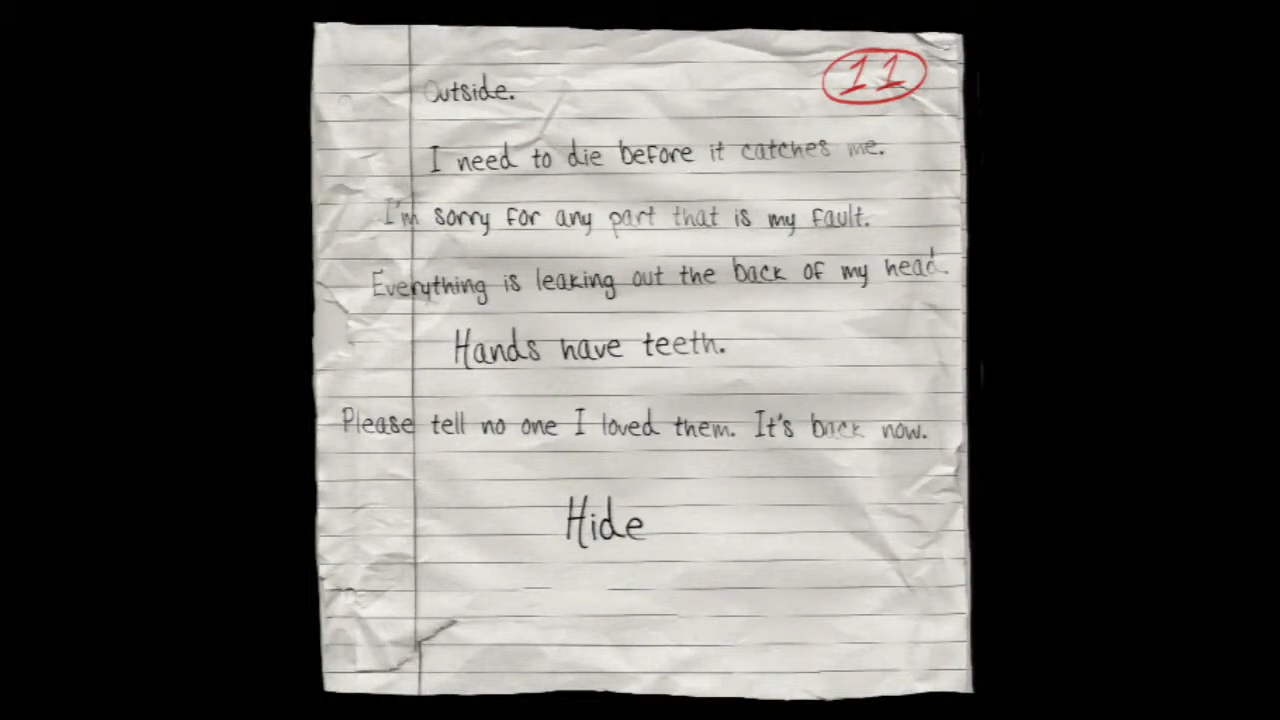 11
Outside.
I need to die before it catches me.
I'm sorry for any part that is my fault.
Everything is leaking out the back of my head.
Hands have teeth.
Please tell no one I loved them. It's back now.
Hide